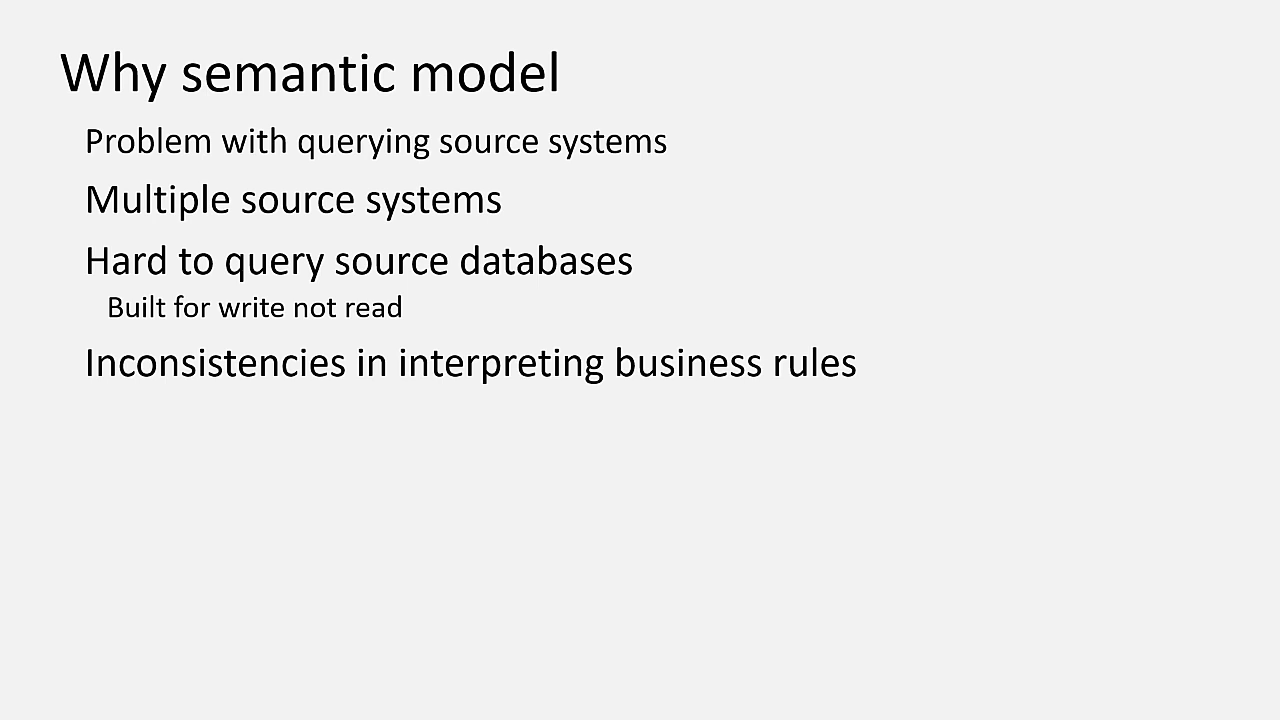 Why semantic model
Problem with querying source systems
Multiple source systems
Hard to query source databases
Built for write not read
Inconsistencies in interpreting business rules